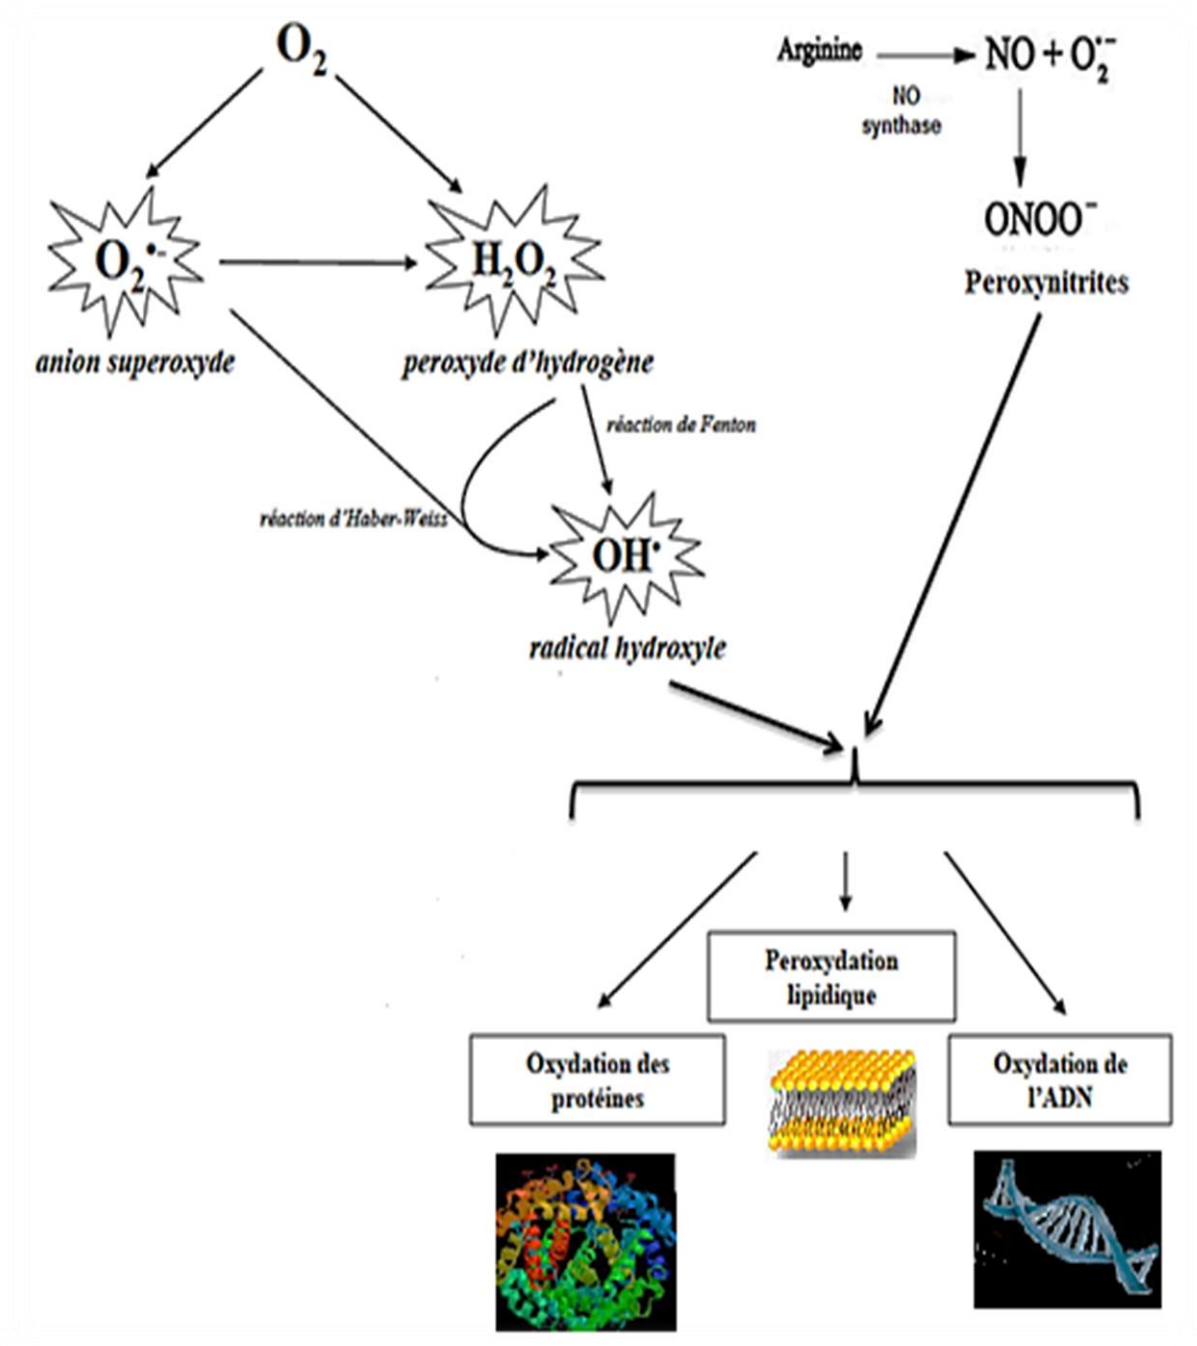 O₂
Arginine
NO + O₂•⁻
NO
synthase
ONOO⁻
Peroxynitrites
O₂•⁻
H₂O₂
anion superoxyde
peroxyde d'hydrogène
réaction de Fenton
réaction d'Haber-Weiss
OH•
radical hydroxyle
Peroxydation
lipidique
Oxydation des
protéines
Oxydation de
l'ADN